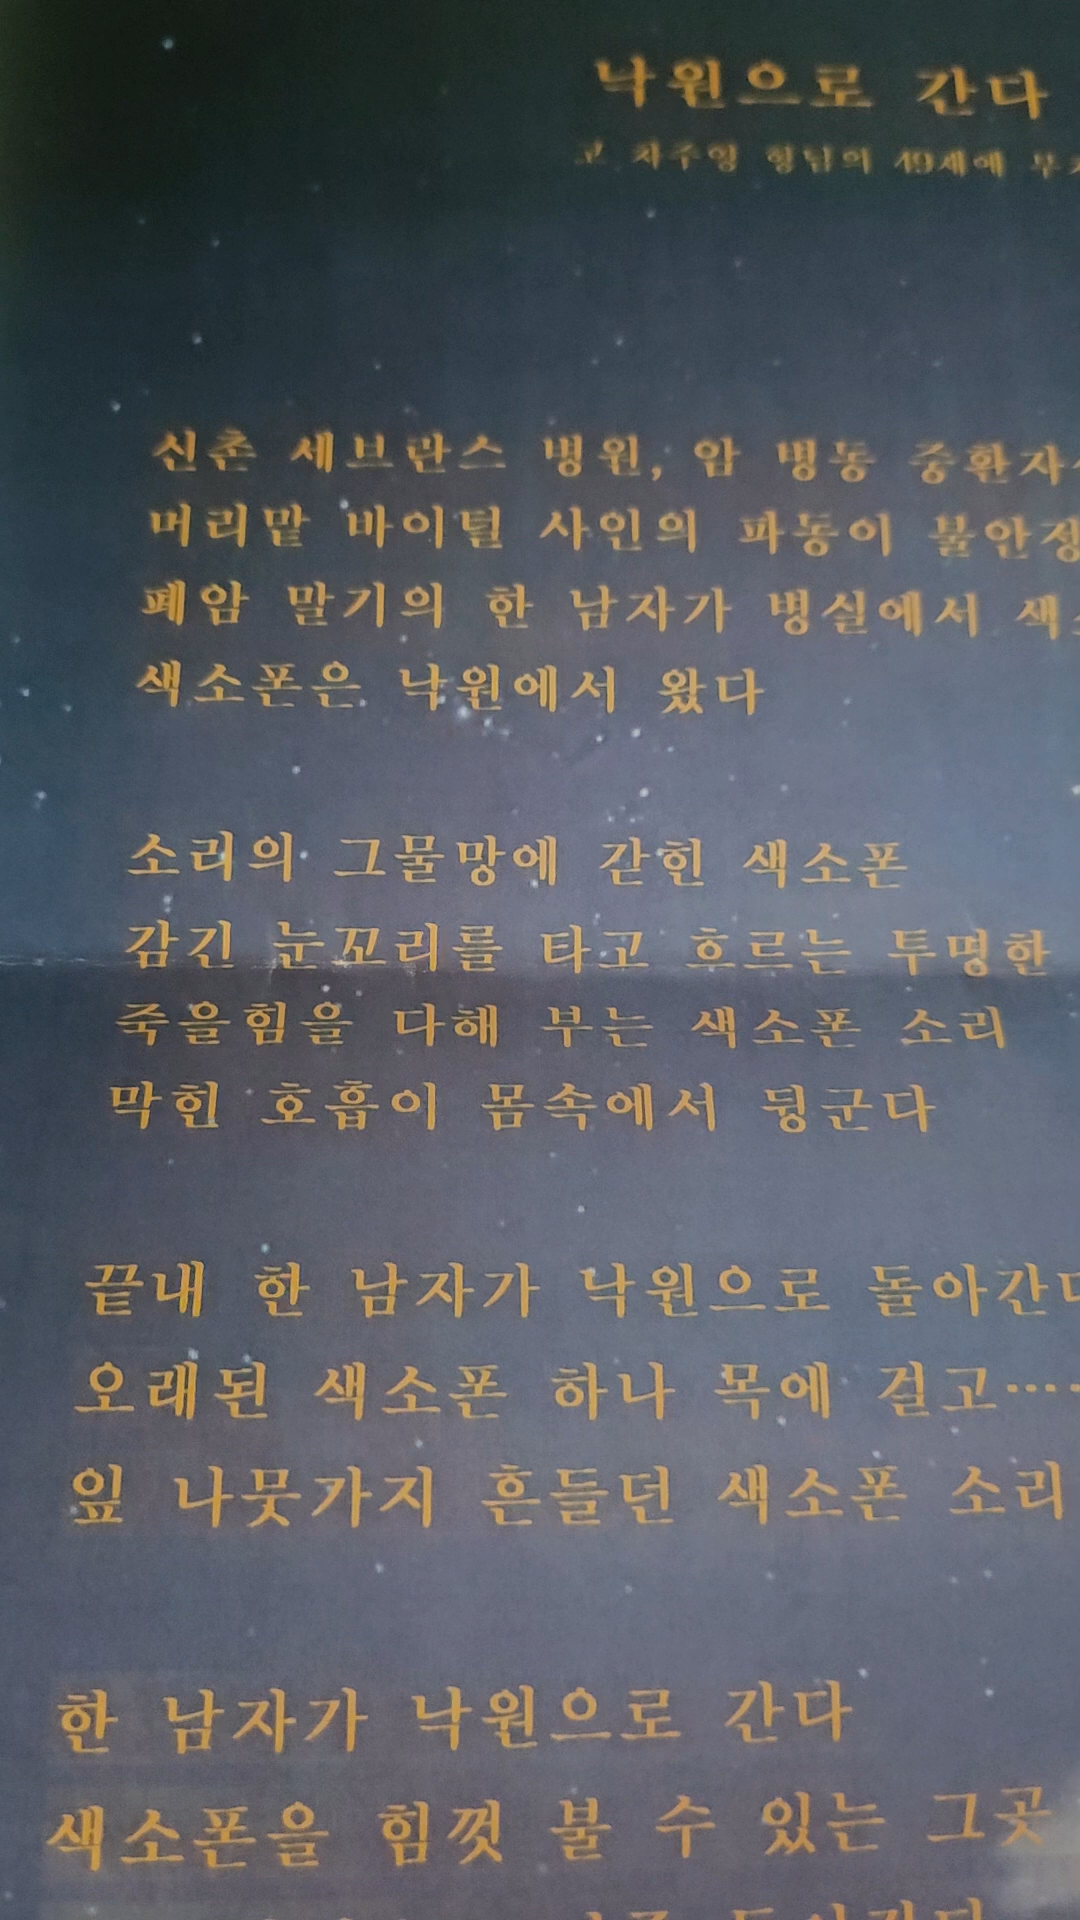 낙원으로 간다
고 차주영 형님의 49재에
신촌 세브란스 병원, 암 병동 중환자
머리맡 바이털 사인의 파동이 불안정
폐암 말기의 한 남자가 병실에서 색
색소폰은 낙원에서 왔다
소리의 그물망에 갇힌 색소폰
감긴 눈꼬리를 타고 흐르는 투명한
죽을힘을 다해 부는 색소폰 소리
막힌 호흡이 몸속에서 뒹군다
끝내 한 남자가 낙원으로 돌아간
오래된 색소폰 하나 목에 걸고⋯⋯
잎 나뭇가지 흔들던 색소폰 소리
한 남자가 낙원으로 간다
색소폰을 힘껏 불 수 있는 그곳